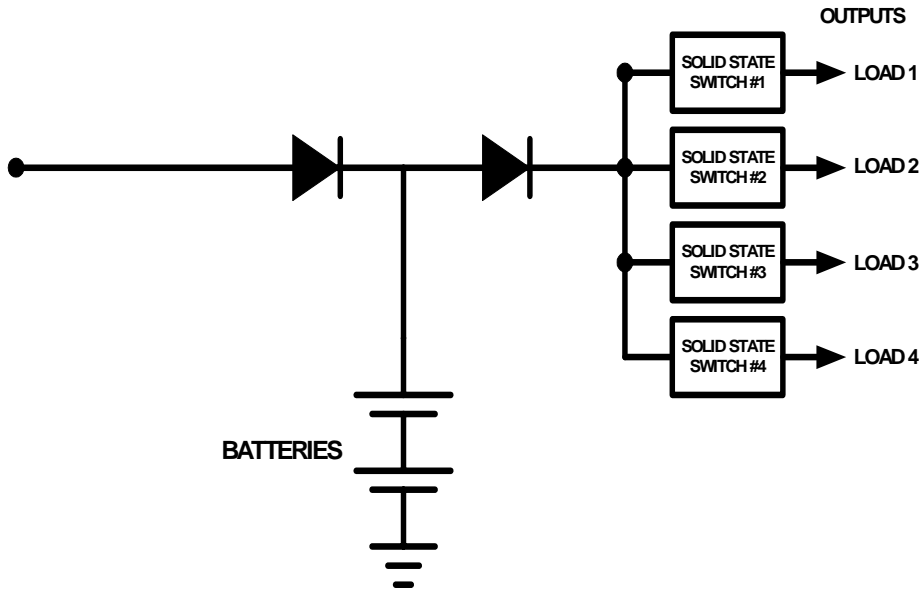 OUTPUTS
SOLID STATE
SWITCH #1
LOAD 1
SOLID STATE
SWITCH #2
LOAD 2
SOLID STATE
SWITCH #3
LOAD 3
SOLID STATE
SWITCH #4
LOAD 4
BATTERIES